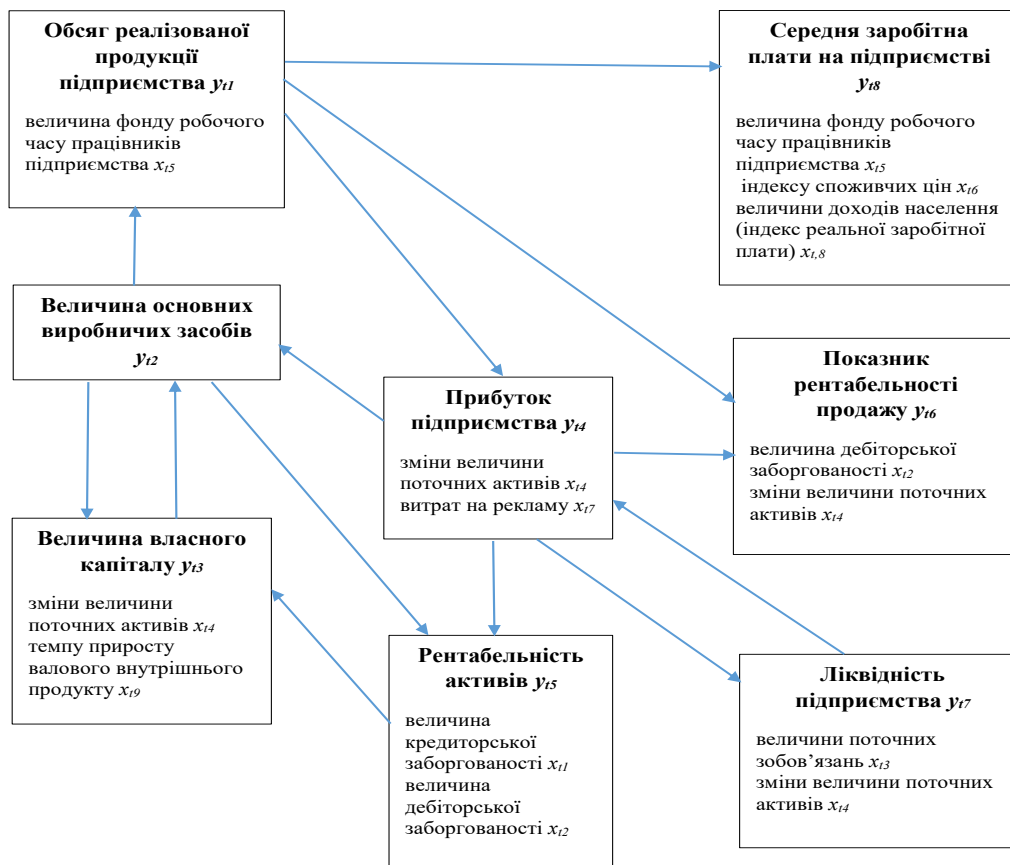 Обсяг реалізованої
продукції
підприємства yt1
величина фонду робочого
часу працівників
підприємства xt5
Середня заробітна
плати на підприємстві
yt8
величина фонду робочого
часу працівників
підприємства xt5
індексу споживчих цін xt6
величини доходів населення
(індекс реальної заробітної
плати) xt,8
Величина основних
виробничих засобів
yt2
Прибуток
підприємства yt4
зміни величини
поточних активів xt4
витрат на рекламу xt7
Показник
рентабельності
продажу yt6
величина дебіторської
заборгованості xt2
зміни величини поточних
активів xt4
Величина власного
капіталу yt3
зміни величини
поточних активів xt4
темпу приросту
валового внутрішнього
продукту xt9
Рентабельність
активів yt5
величина
кредиторської
заборгованості xt1
величина
дебіторської
заборгованості xt2
Ліквідність
підприємства yt7
величини поточних
зобов’язань xt3
зміни величини поточних
активів xt4